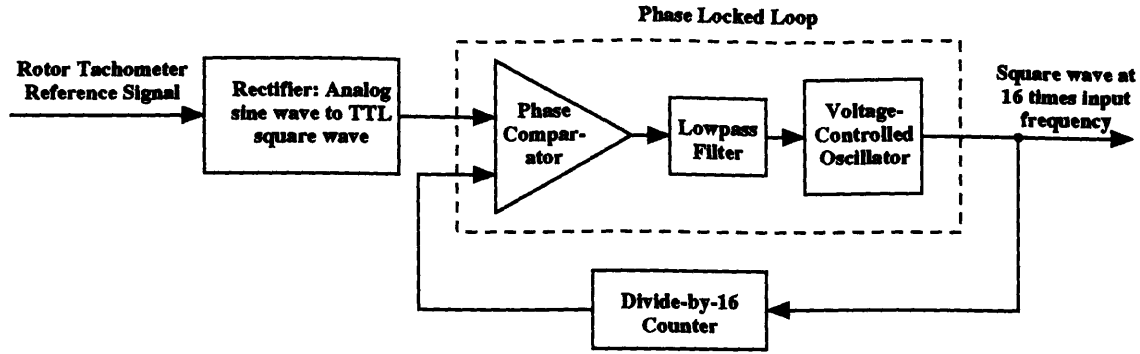 Phase Locked Loop
Rotor Tachometer
Reference Signal
Rectifier: Analog
sine wave to TTL
square wave
Phase
Compar-
ator
Lowpass
Filter
Voltage-
Controlled
Oscillator
Square wave at
16 times input
frequency
Divide-by-16
Counter